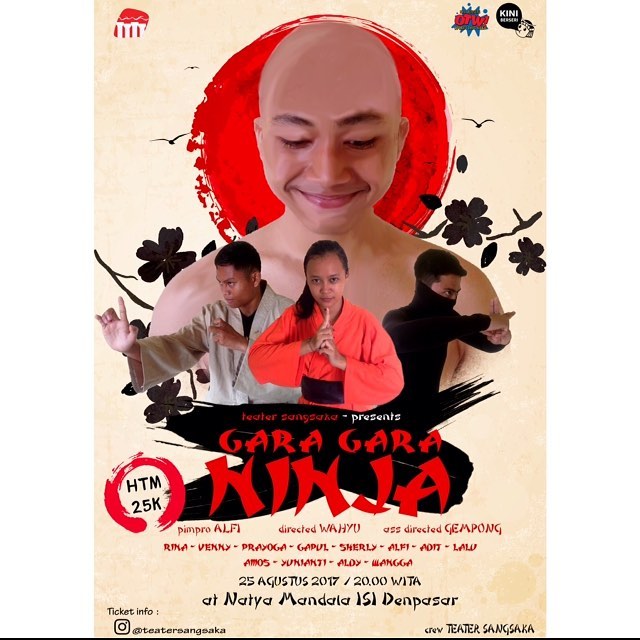 OTW!
KINI
BERSERI
teater sangsaka - presents
GARA GARA
NINJA
HTM
25K
pimpro ALFI directed WAHYU ass directed GEMPONG
RIKA - VENNY - PRAYOGA - GAPUL - SHERLY - ALFI - ADIT - LALU
AMOS - YUNIANTI - ALDY - WANGGA
25 AGUSTUS 2017 / 20.00 WITA
at Natya Mandala ISI Denpasar
Ticket info :
@teatersangsaka
crew TEATER SANGSAKA